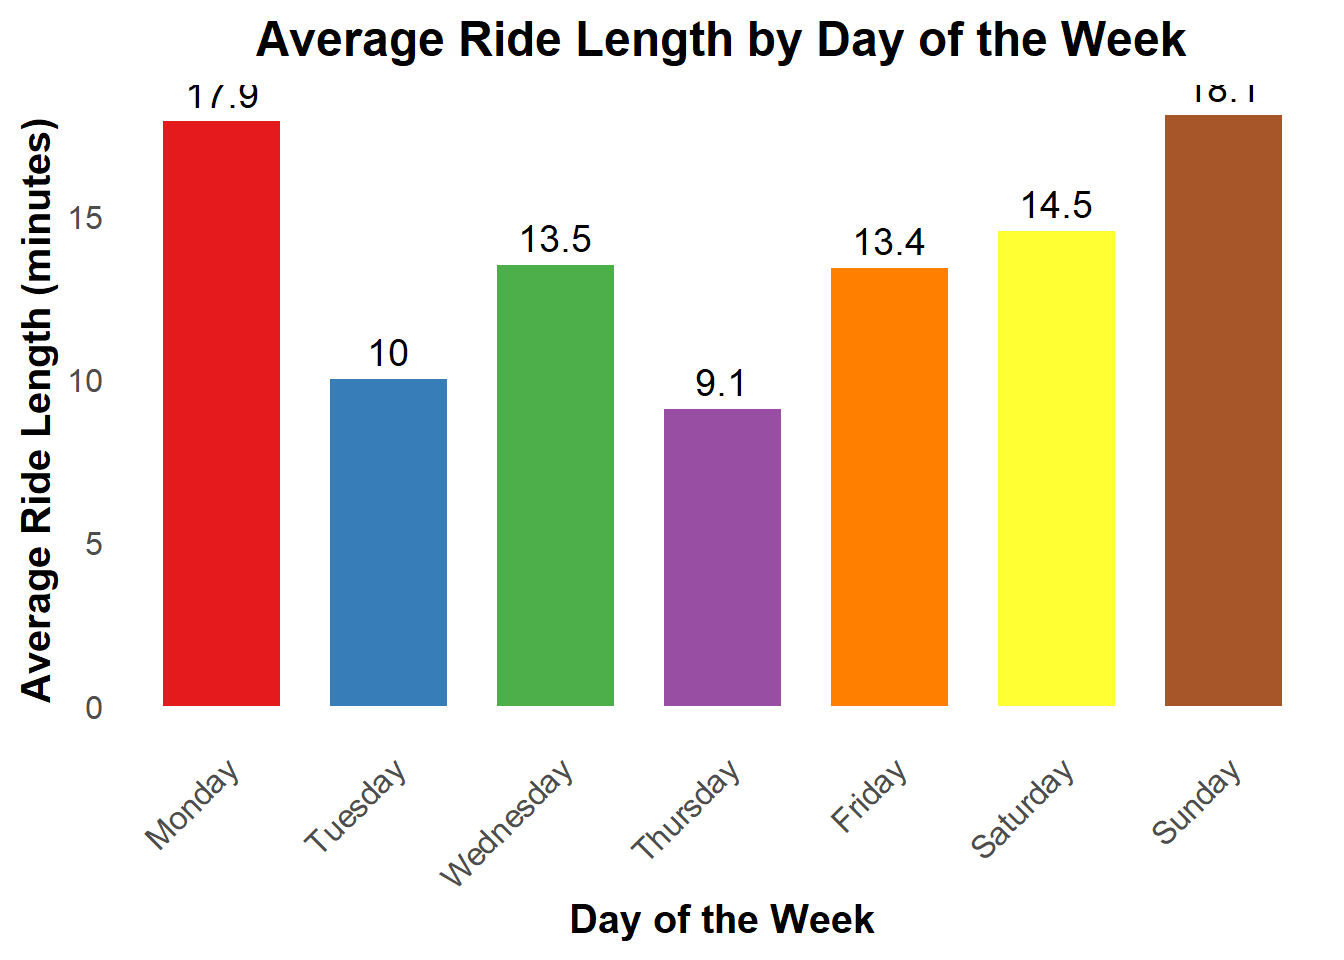 Average Ride Length by Day of the Week
17.9
18.1
14.5
13.5
13.4
10
9.1
Average Ride Length (minutes)
15
10
5
0
Monday
Tuesday
Wednesday
Thursday
Friday
Saturday
Sunday
Day of the Week